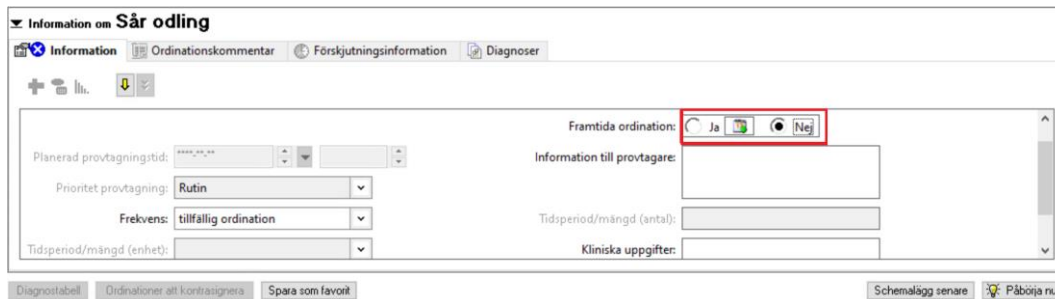 Information om Sår odling
Information Ordinationskommentar Förskjutningsinformation Diagnoser
Framtida ordination: Ja Nej
Planerad provtagningstid: ****-**-** Information till provtagare:
Prioritet provtagning: Rutin
Frekvens: tillfällig ordination Tidsperiod/mängd (antal):
Tidsperiod/mängd (enhet): Kliniska uppgifter:
Diagnostabell Ordinationer att kontrasignera Spara som favorit Schemalägg senare Påbörja nu